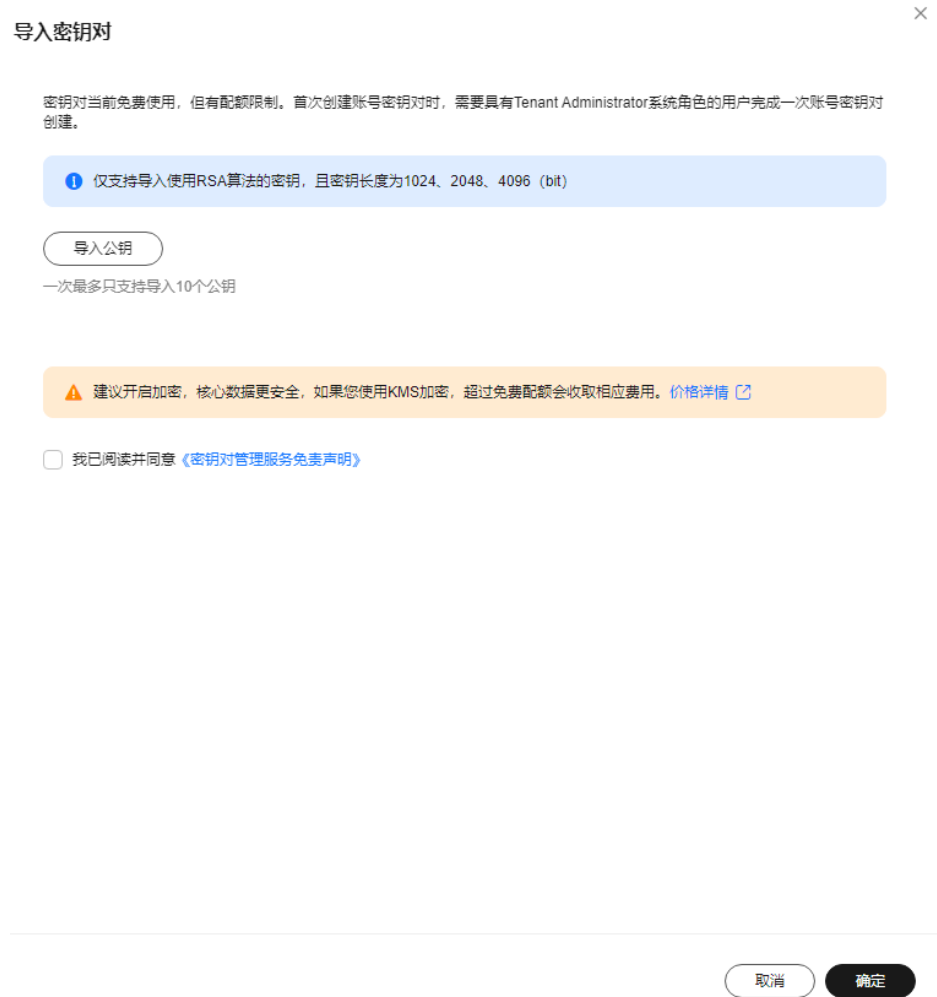 导入密钥对
密钥对当前免费使用，但有配额限制。首次创建账号密钥对时，需要具有Tenant Administrator系统角色的用户完成一次账号密钥对
创建。
仅支持导入使用RSA算法的密钥，且密钥长度为1024、2048、4096（bit）
导入公钥
一次最多只支持导入10个公钥
建议开启加密，核心数据更安全，如果您使用KMS加密，超过免费配额会收取相应费用。价格详情
我已阅读并同意《密钥对管理服务免责声明》
取消
确定